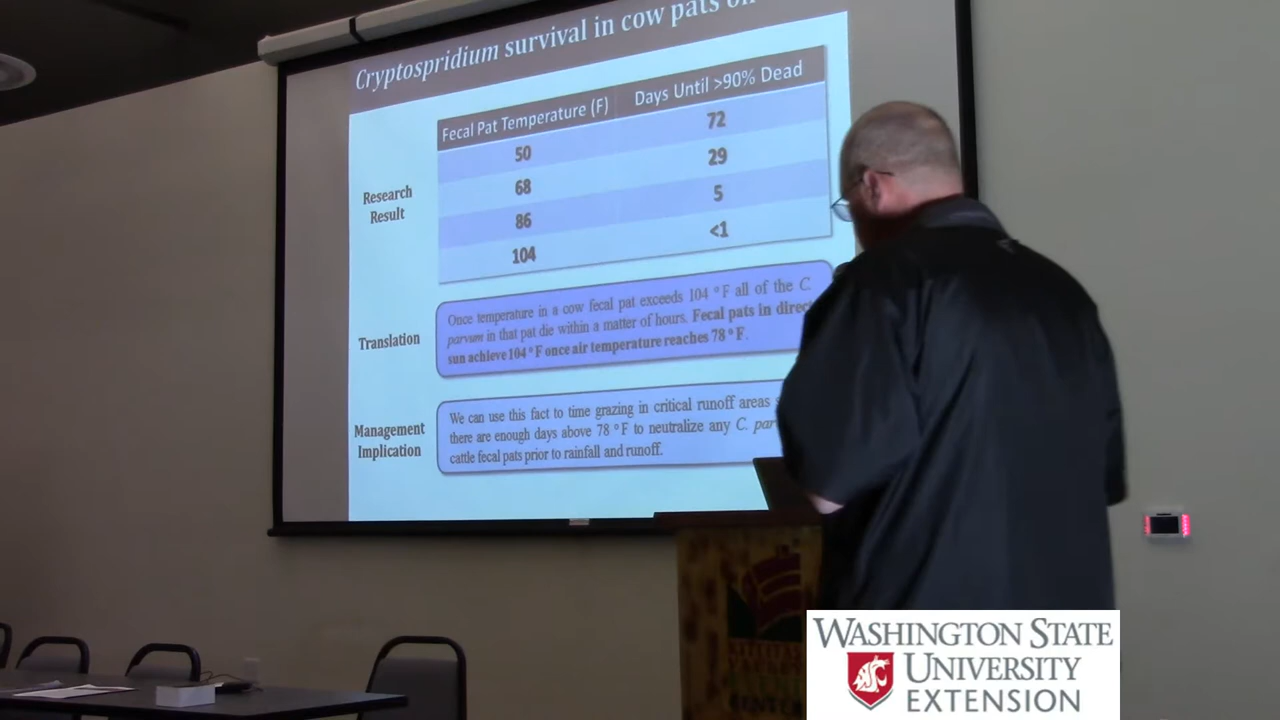 Cryptospridium survival in cow pats on
Fecal Pat Temperature (F) Days Until >90% Dead
50 72
68 29
86 5
104 <1
Research
Result
Once temperature in a cow fecal pat exceeds 104 °F all of the C.
parvum in that pat die within a matter of hours. Fecal pats in direct
sun achieve 104 °F once air temperature reaches 78 °F.
Translation
We can use this fact to time grazing in critical runoff areas
there are enough days above 78 °F to neutralize any C.
cattle fecal pats prior to rainfall and runoff.
Management
Implication
WASHINGTON STATE
UNIVERSITY
EXTENSION